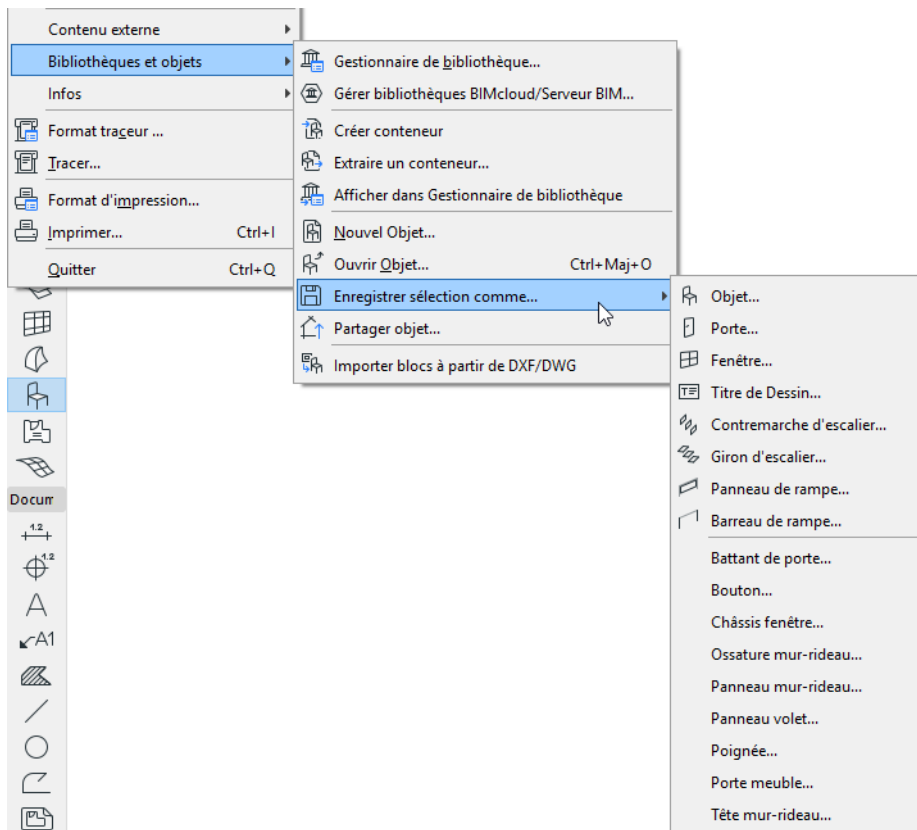 Contenu externe
Bibliothèques et objets
Infos
Format traceur ...
Tracer...
Format d'impression...
Imprimer... Ctrl+I
Quitter Ctrl+Q
Gestionnaire de bibliothèque...
Gérer bibliothèques BIMcloud/Serveur BIM...
Créer conteneur
Extraire un conteneur...
Afficher dans Gestionnaire de bibliothèque
Nouvel Objet...
Ouvrir Objet... Ctrl+Maj+O
Enregistrer sélection comme...
Partager objet...
Importer blocs à partir de DXF/DWG
Objet...
Porte...
Fenêtre...
Titre de Dessin...
Contremarche d'escalier...
Giron d'escalier...
Panneau de rampe...
Barreau de rampe...
Battant de porte...
Bouton...
Châssis fenêtre...
Ossature mur-rideau...
Panneau mur-rideau...
Panneau volet...
Poignée...
Porte meuble...
Tête mur-rideau...
Docum
1.2
1.2
A
A1